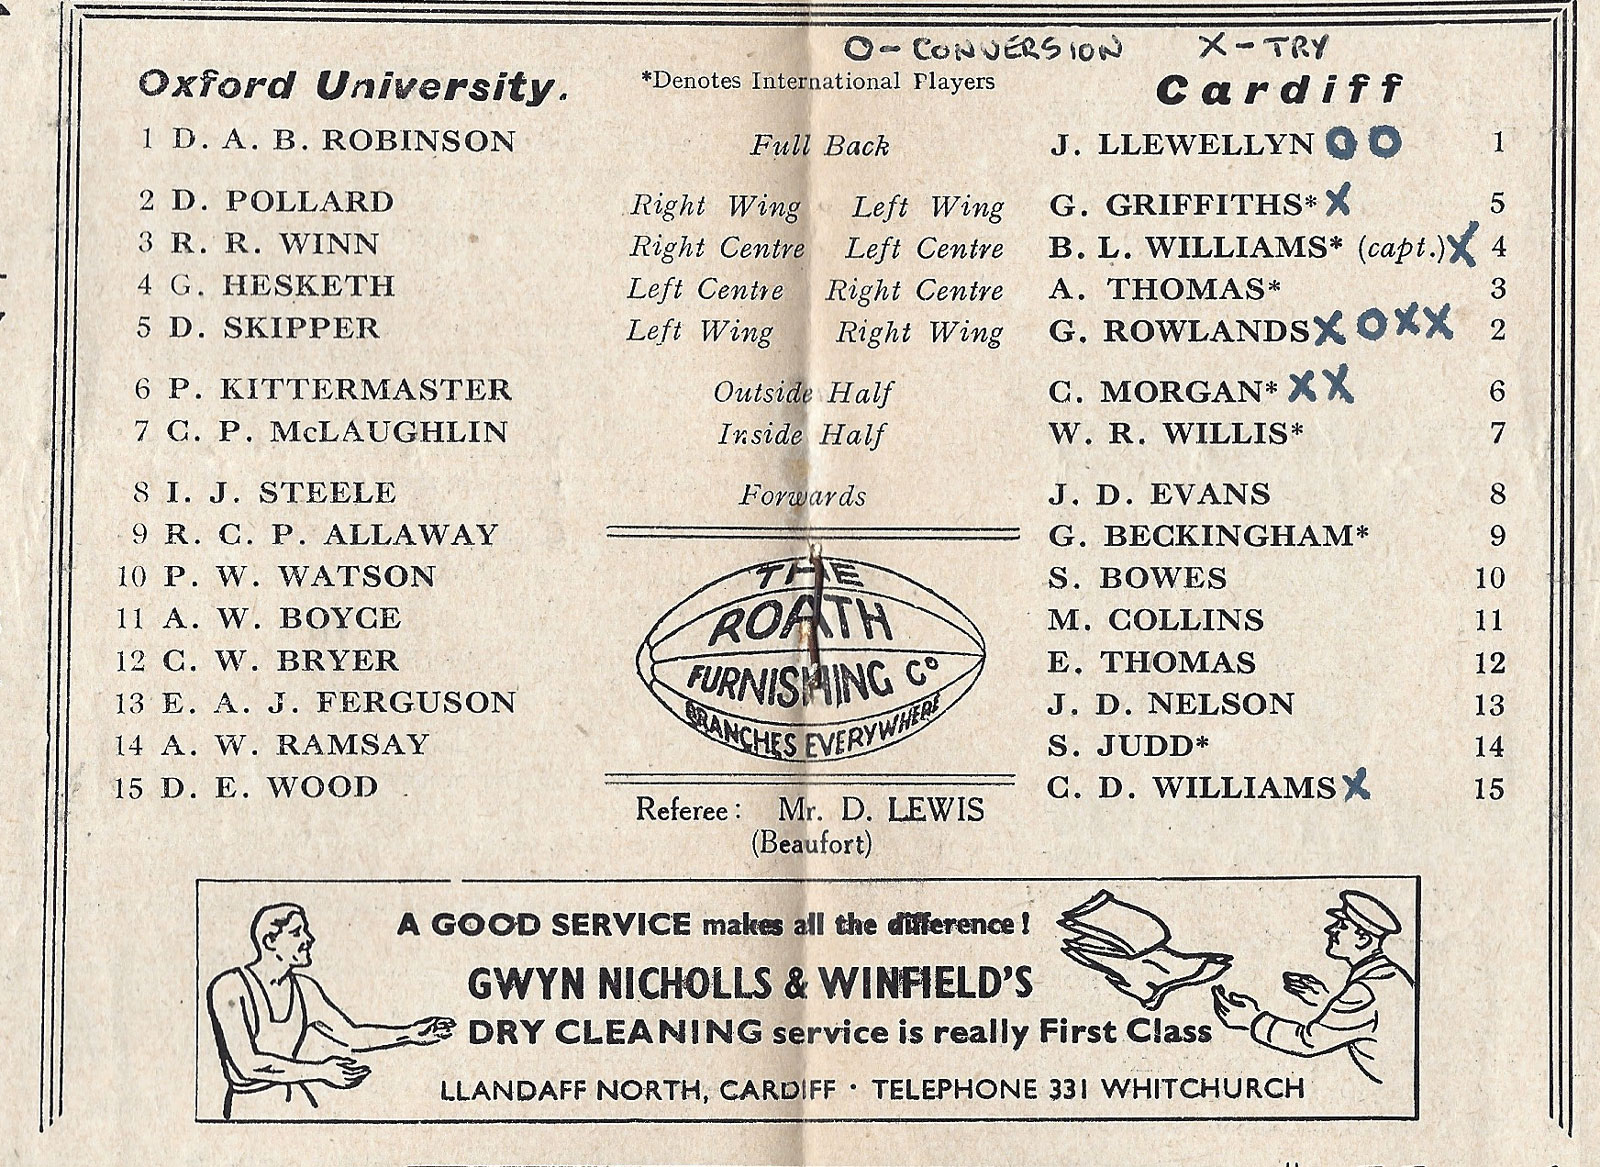 O - CONVERSION X - TRY
Oxford University. *Denotes International Players Cardiff
1 D. A. B. ROBINSON Full Back J. LLEWELLYN O O 1
2 D. POLLARD Right Wing Left Wing G. GRIFFITHS* X 5
3 R. R. WINN Right Centre Left Centre B. L. WILLIAMS* (capt.) X 4
4 G. HESKETH Left Centre Right Centre A. THOMAS* 3
5 D. SKIPPER Left Wing Right Wing G. ROWLANDS X O X X 2
6 P. KITTERMASTER Outside Half C. MORGAN* X X 6
7 C. P. McLAUGHLIN Inside Half W. R. WILLIS* 7
8 I. J. STEELE Forwards J. D. EVANS 8
9 R. C. P. ALLAWAY G. BECKINGHAM* 9
10 P. W. WATSON S. BOWES 10
11 A. W. BOYCE M. COLLINS 11
12 C. W. BRYER E. THOMAS 12
13 E. A. J. FERGUSON J. D. NELSON 13
14 A. W. RAMSAY S. JUDD* 14
15 D. E. WOOD C. D. WILLIAMS X 15
THE
ROATH
FURNISHING Co
BRANCHES EVERYWHERE
Referee: Mr. D. LEWIS
(Beaufort)
A GOOD SERVICE makes all the difference!
GWYN NICHOLLS & WINFIELD'S
DRY CLEANING service is really First Class
LLANDAFF NORTH, CARDIFF · TELEPHONE 331 WHITCHURCH